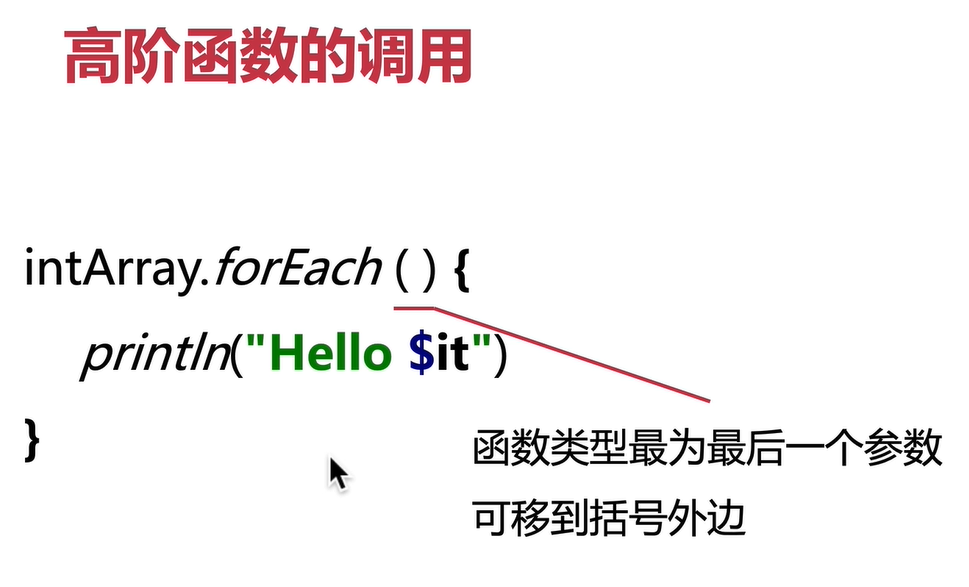 高阶函数的调用
intArray.forEach ( ) {
println("Hello $it")
}
函数类型最为最后一个参数
可移到括号外边